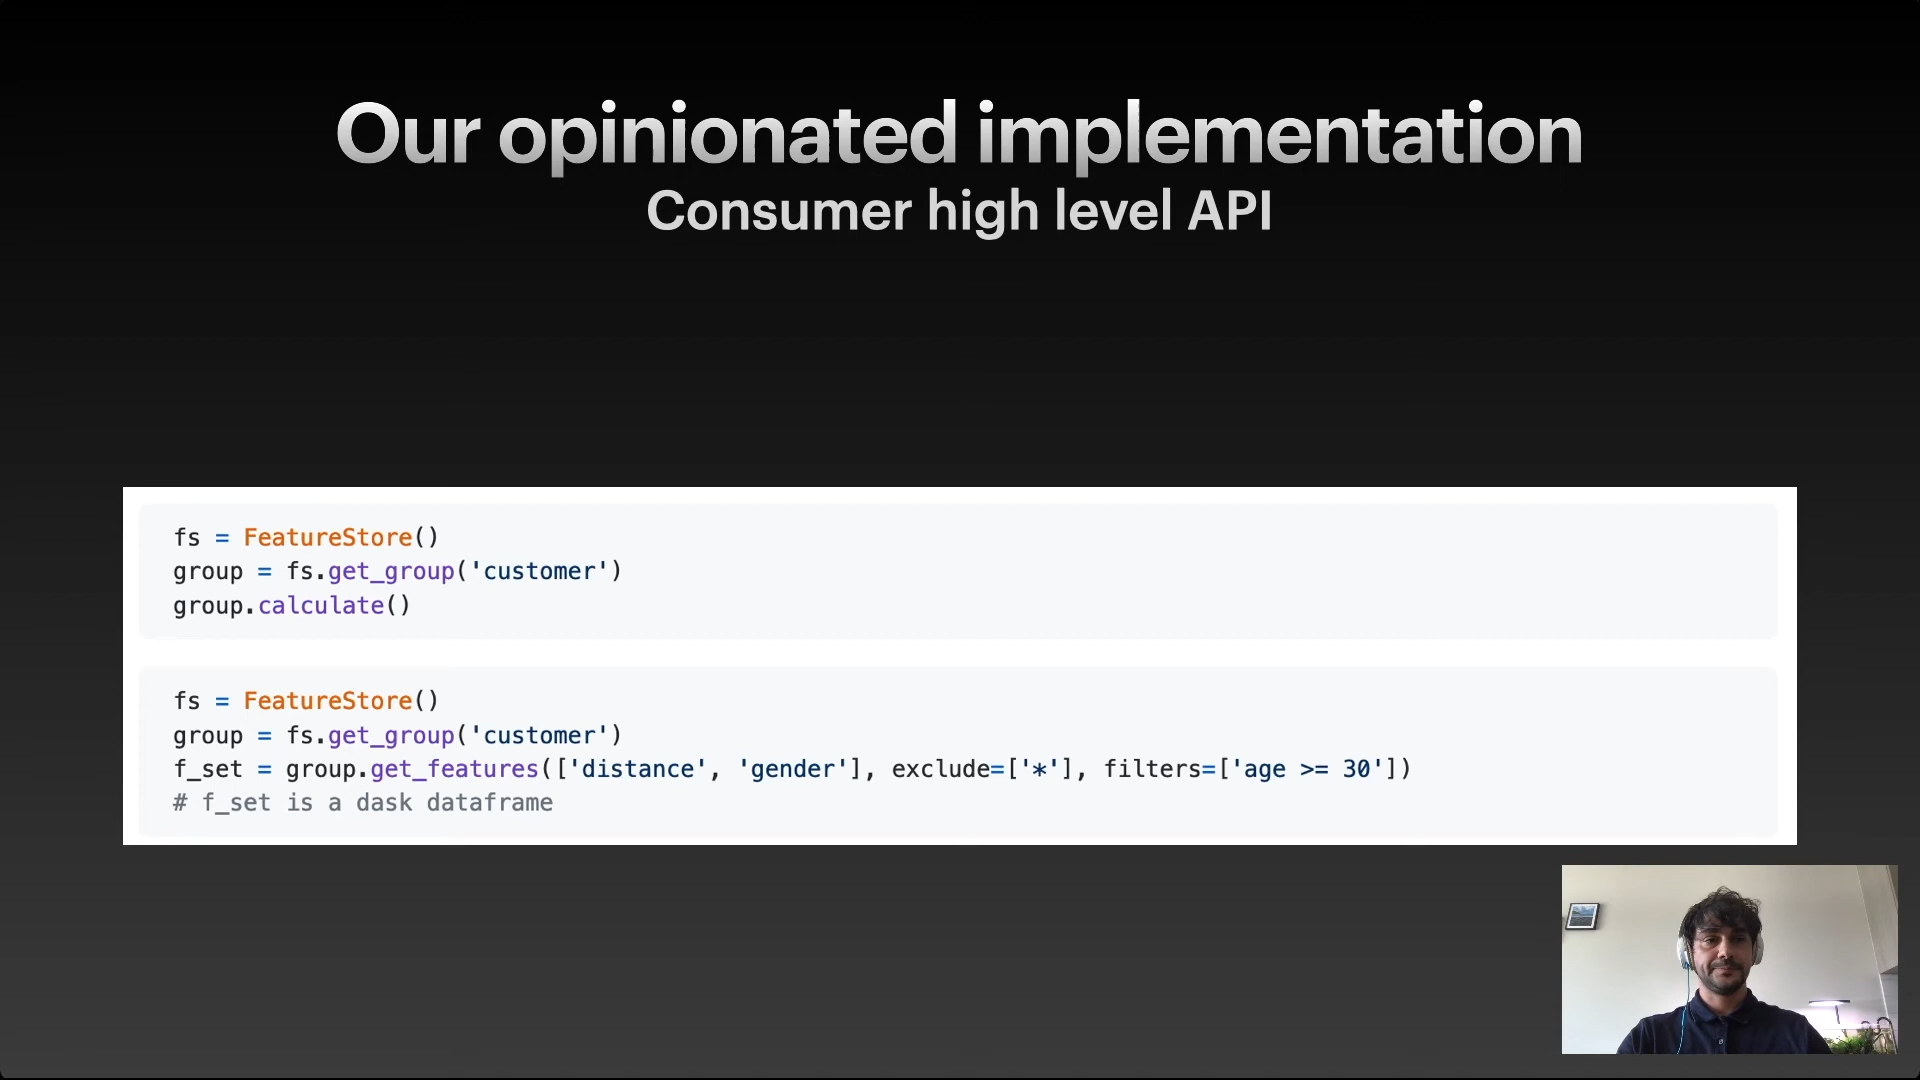 Our opinionated implementation
Consumer high level API
fs = FeatureStore()
group = fs.get_group('customer')
group.calculate()
fs = FeatureStore()
group = fs.get_group('customer')
f_set = group.get_features(['distance', 'gender'], exclude=['*'], filters=['age >= 30'])
# f_set is a dask dataframe